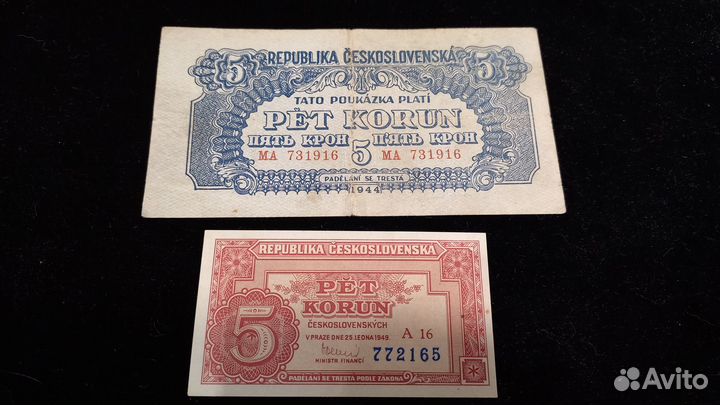 REPUBLIKA ČESKOSLOVENSKÁ
5 5
TATO POUKÁZKA PLATÍ
PĚT KORUN
ПЯТЬ КРОН 5 П'ЯТЬ КРОН
MA 731916 MA 731916
PADĚLÁNÍ SE TRESTÁ
1944
REPUBLIKA ČESKOSLOVENSKÁ
PĚT
KORUN
ČESKOSLOVENSKÝCH
5
A 16
V PRAZE DNE 25. LEDNA 1949.
772165
MINISTR FINANCÍ
PADĚLÁNÍ SE TRESTÁ PODLE ZÁKONA
Avito